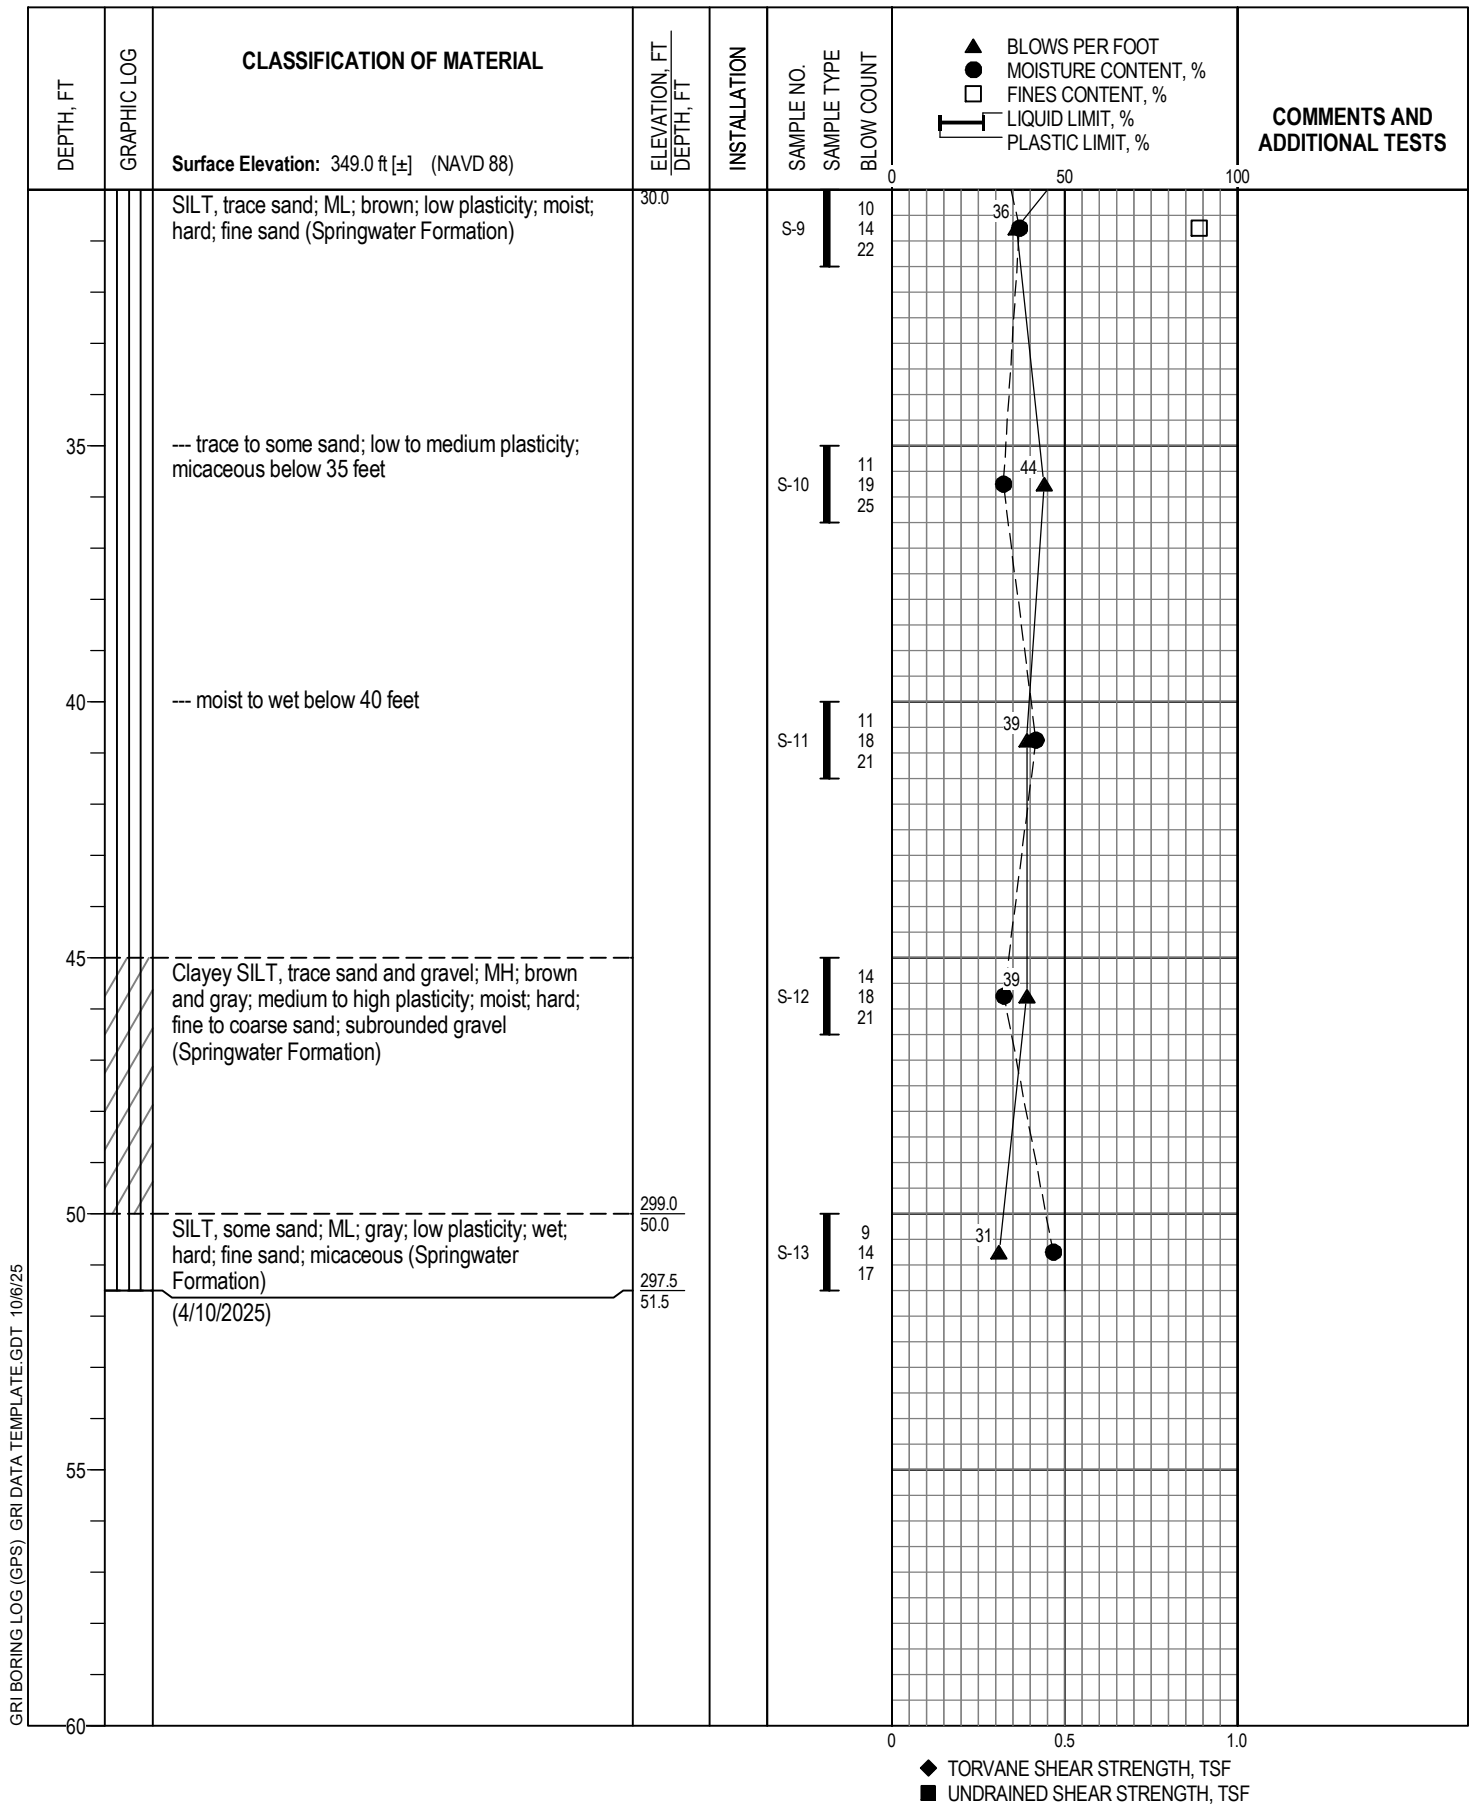 DEPTH, FT
GRAPHIC LOG
CLASSIFICATION OF MATERIAL
Surface Elevation: 349.0 ft [±] (NAVD 88)
ELEVATION, FT
DEPTH, FT
INSTALLATION
SAMPLE NO.
SAMPLE TYPE
BLOW COUNT
▲ BLOWS PER FOOT
● MOISTURE CONTENT, %
□ FINES CONTENT, %
LIQUID LIMIT, %
PLASTIC LIMIT, %
0 50 100
COMMENTS AND
ADDITIONAL TESTS
SILT, trace sand; ML; brown; low plasticity; moist;
hard; fine sand (Springwater Formation)
30.0
S-9
10
14
22
36
35
--- trace to some sand; low to medium plasticity;
micaceous below 35 feet
S-10
11
19
25
44
40
--- moist to wet below 40 feet
S-11
11
18
21
39
45
Clayey SILT, trace sand and gravel; MH; brown
and gray; medium to high plasticity; moist; hard;
fine to coarse sand; subrounded gravel
(Springwater Formation)
S-12
14
18
21
39
50
299.0
50.0
SILT, some sand; ML; gray; low plasticity; wet;
hard; fine sand; micaceous (Springwater
Formation)
S-13
9
14
17
31
297.5
51.5
(4/10/2025)
55
60
0 0.5 1.0
◆ TORVANE SHEAR STRENGTH, TSF
■ UNDRAINED SHEAR STRENGTH, TSF
GRI BORING LOG (GPS) GRI DATA TEMPLATE.GDT 10/6/25